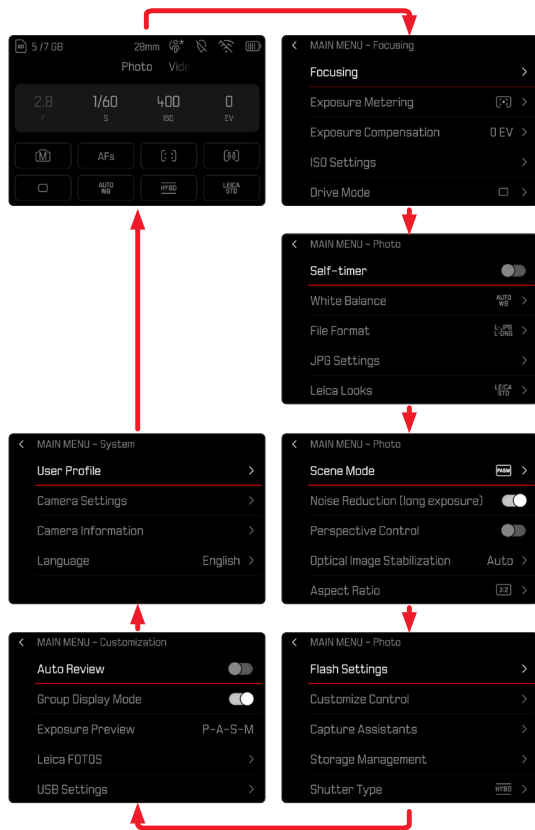 5 / 7 GB 28mm
Photo Vide
2.8 1/60 400 0
F S ISO EV
M AFs
AUTO WB HYBD LEICA STD
MAIN MENU – Focusing
Focusing
Exposure Metering
Exposure Compensation 0 EV
ISO Settings
Drive Mode
MAIN MENU – Photo
Self-timer
White Balance AUTO WB
File Format L-JPG L-DNG
JPG Settings
Leica Looks LEICA STD
MAIN MENU – Photo
Scene Mode PASM
Noise Reduction (long exposure)
Perspective Control
Optical Image Stabilization Auto
Aspect Ratio 3:2
MAIN MENU – Photo
Flash Settings
Customize Control
Capture Assistants
Storage Management
Shutter Type HYBD
MAIN MENU – Customization
Auto Review
Group Display Mode
Exposure Preview P-A-S-M
Leica FOTOS
USB Settings
MAIN MENU – System
User Profile
Camera Settings
Camera Information
Language English